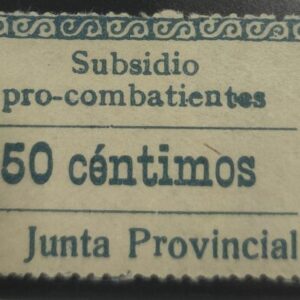 Subsidio
pro-combatientes
50 céntimos
Junta Provincial